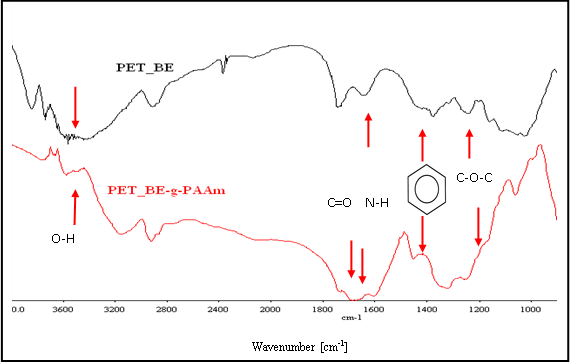 PET_BE
PET_BE-g-PAAm
O-H
C=O N-H
C-O-C
0.0 3600 3200 2800 2400 2000 1800 1600 1400 1200 1000
cm-1
Wavenumber [cm-1]